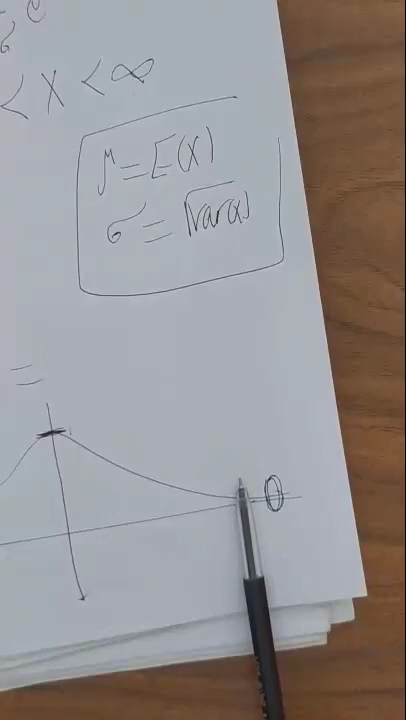 < X < ∞
μ = E(X)
σ = √Var(X)
=
0